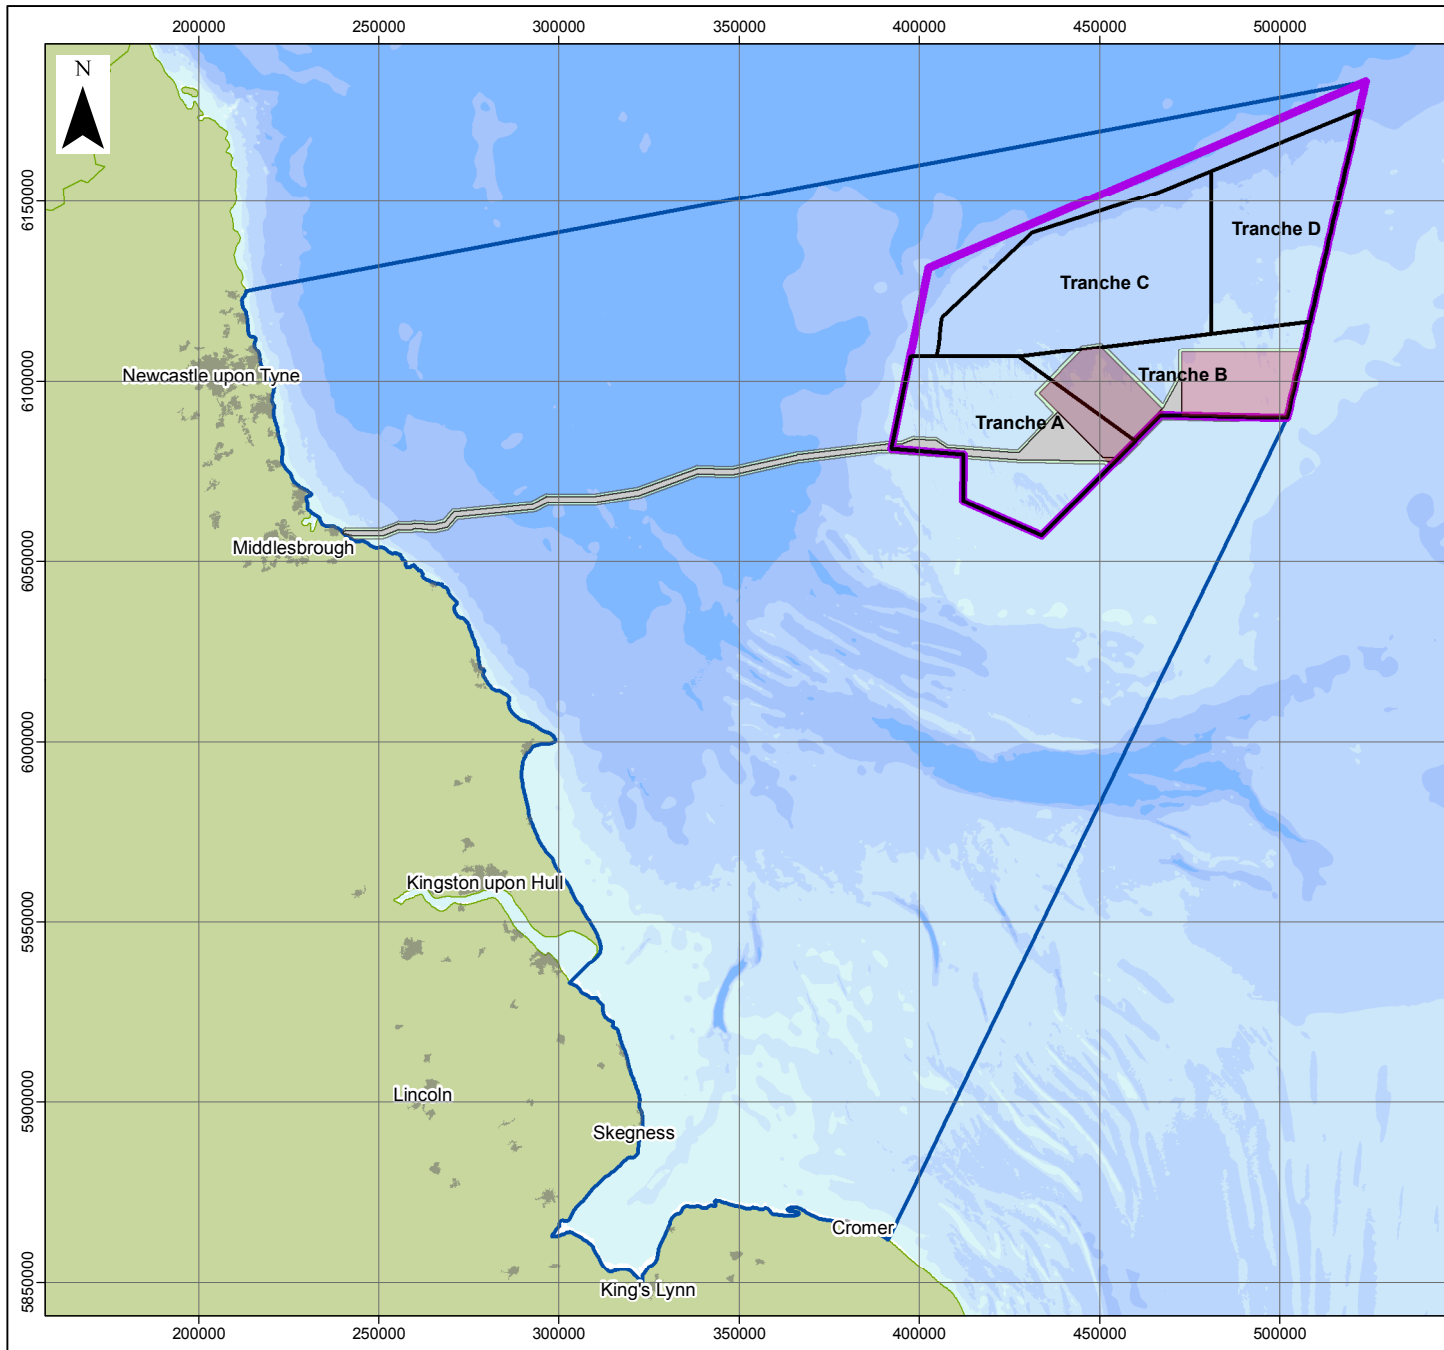 200000
250000
300000
350000
400000
450000
500000
N
6150000
6100000
6050000
6000000
5950000
5900000
5850000
Tranche D
Tranche C
Tranche B
Tranche A
Newcastle upon Tyne
Middlesbrough
Kingston upon Hull
Lincoln
Skegness
Cromer
King's Lynn
200000
250000
300000
350000
400000
450000
500000